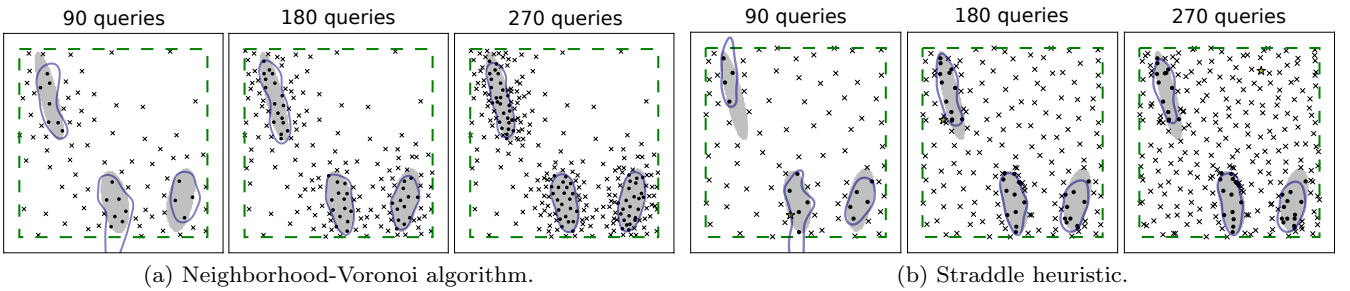 90 queries 180 queries 270 queries 90 queries 180 queries 270 queries
(a) Neighborhood-Voronoi algorithm. (b) Straddle heuristic.